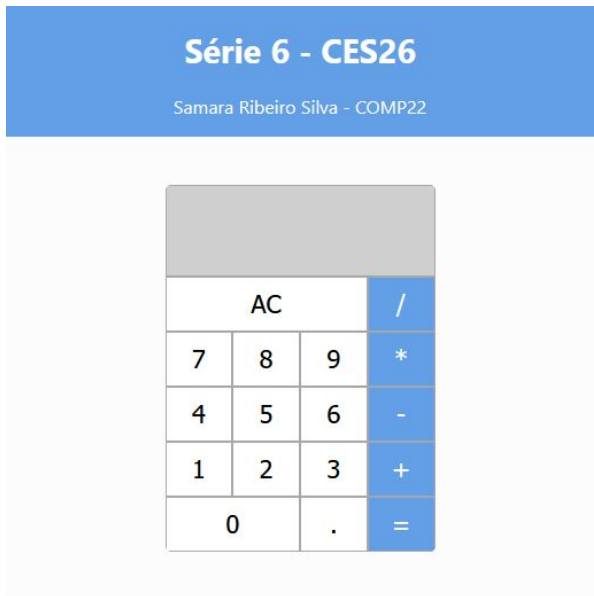 Série 6 - CES26
Samara Ribeiro Silva - COMP22
AC /
7 8 9 *
4 5 6 -
1 2 3 +
0 . =